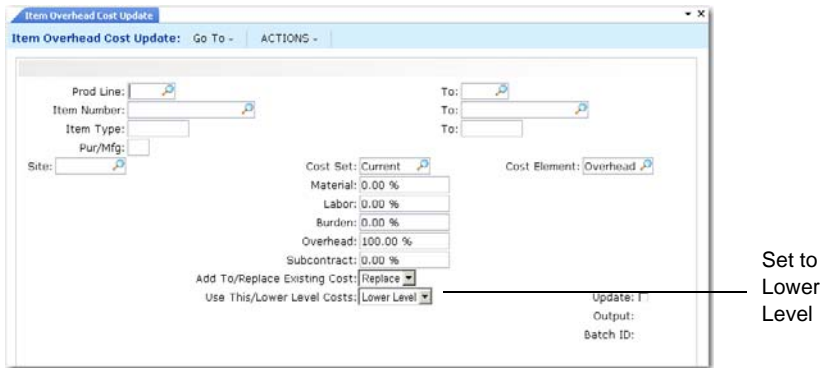 Item Overhead Cost Update
Item Overhead Cost Update: Go To - ACTIONS -
Prod Line: To:
Item Number: To:
Item Type: To:
Pur/Mfg:
Site: Cost Set: Current Cost Element: Overhead
Material: 0.00 %
Labor: 0.00 %
Burden: 0.00 %
Overhead: 100.00 %
Subcontract: 0.00 %
Add To/Replace Existing Cost: Replace
Use This/Lower Level Costs: Lower Level Update:
Output:
Batch ID:
Set to
Lower
Level